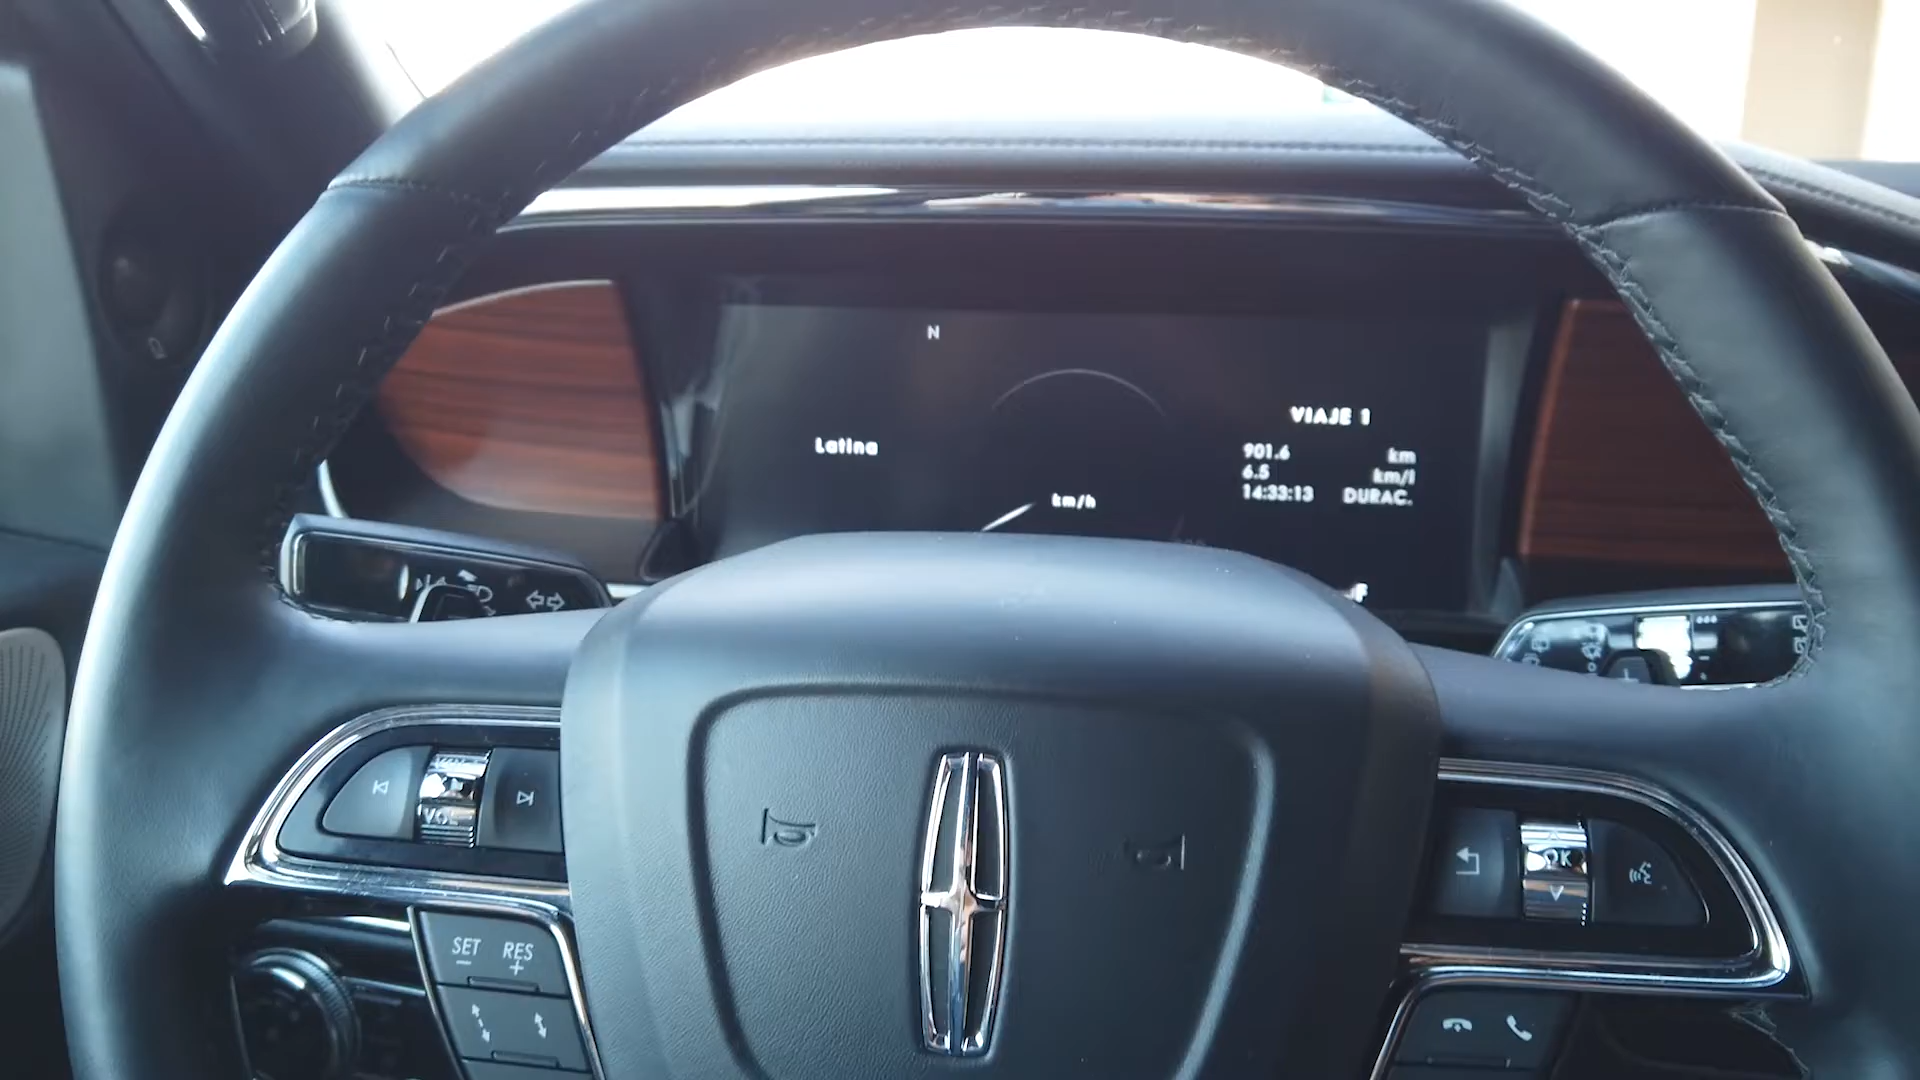 N
VIAJE 1
Latina
901.6 km
6.5 km/l
14:33:13 DURAC.
km/h
VOL
OK
SET RES
- +